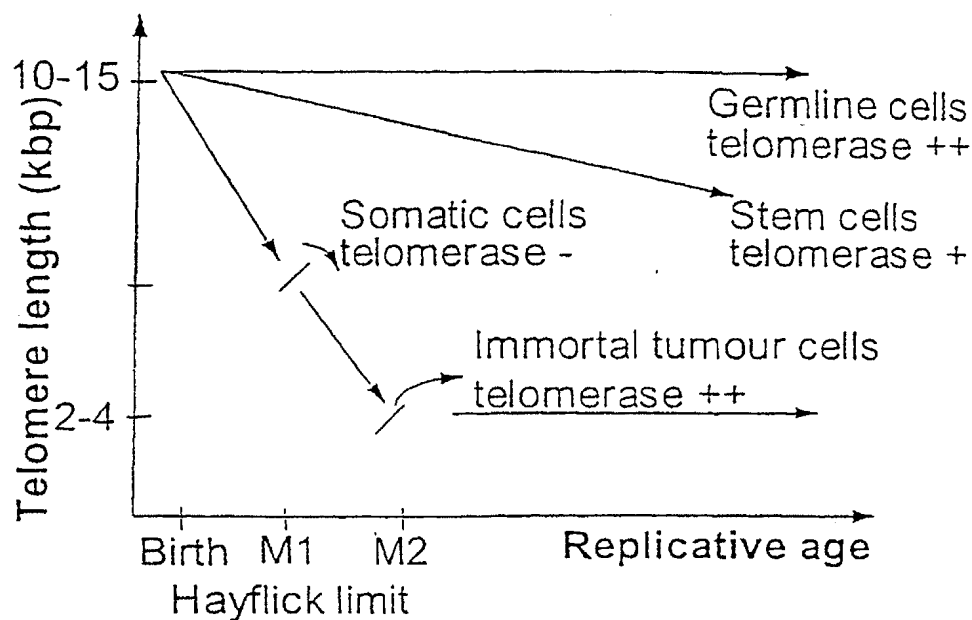 Telomere length (kbp)
10-15
2-4
Germline cells
telomerase ++
Stem cells
telomerase +
Somatic cells
telomerase -
Immortal tumour cells
telomerase ++
Birth M1 M2 Replicative age
Hayflick limit